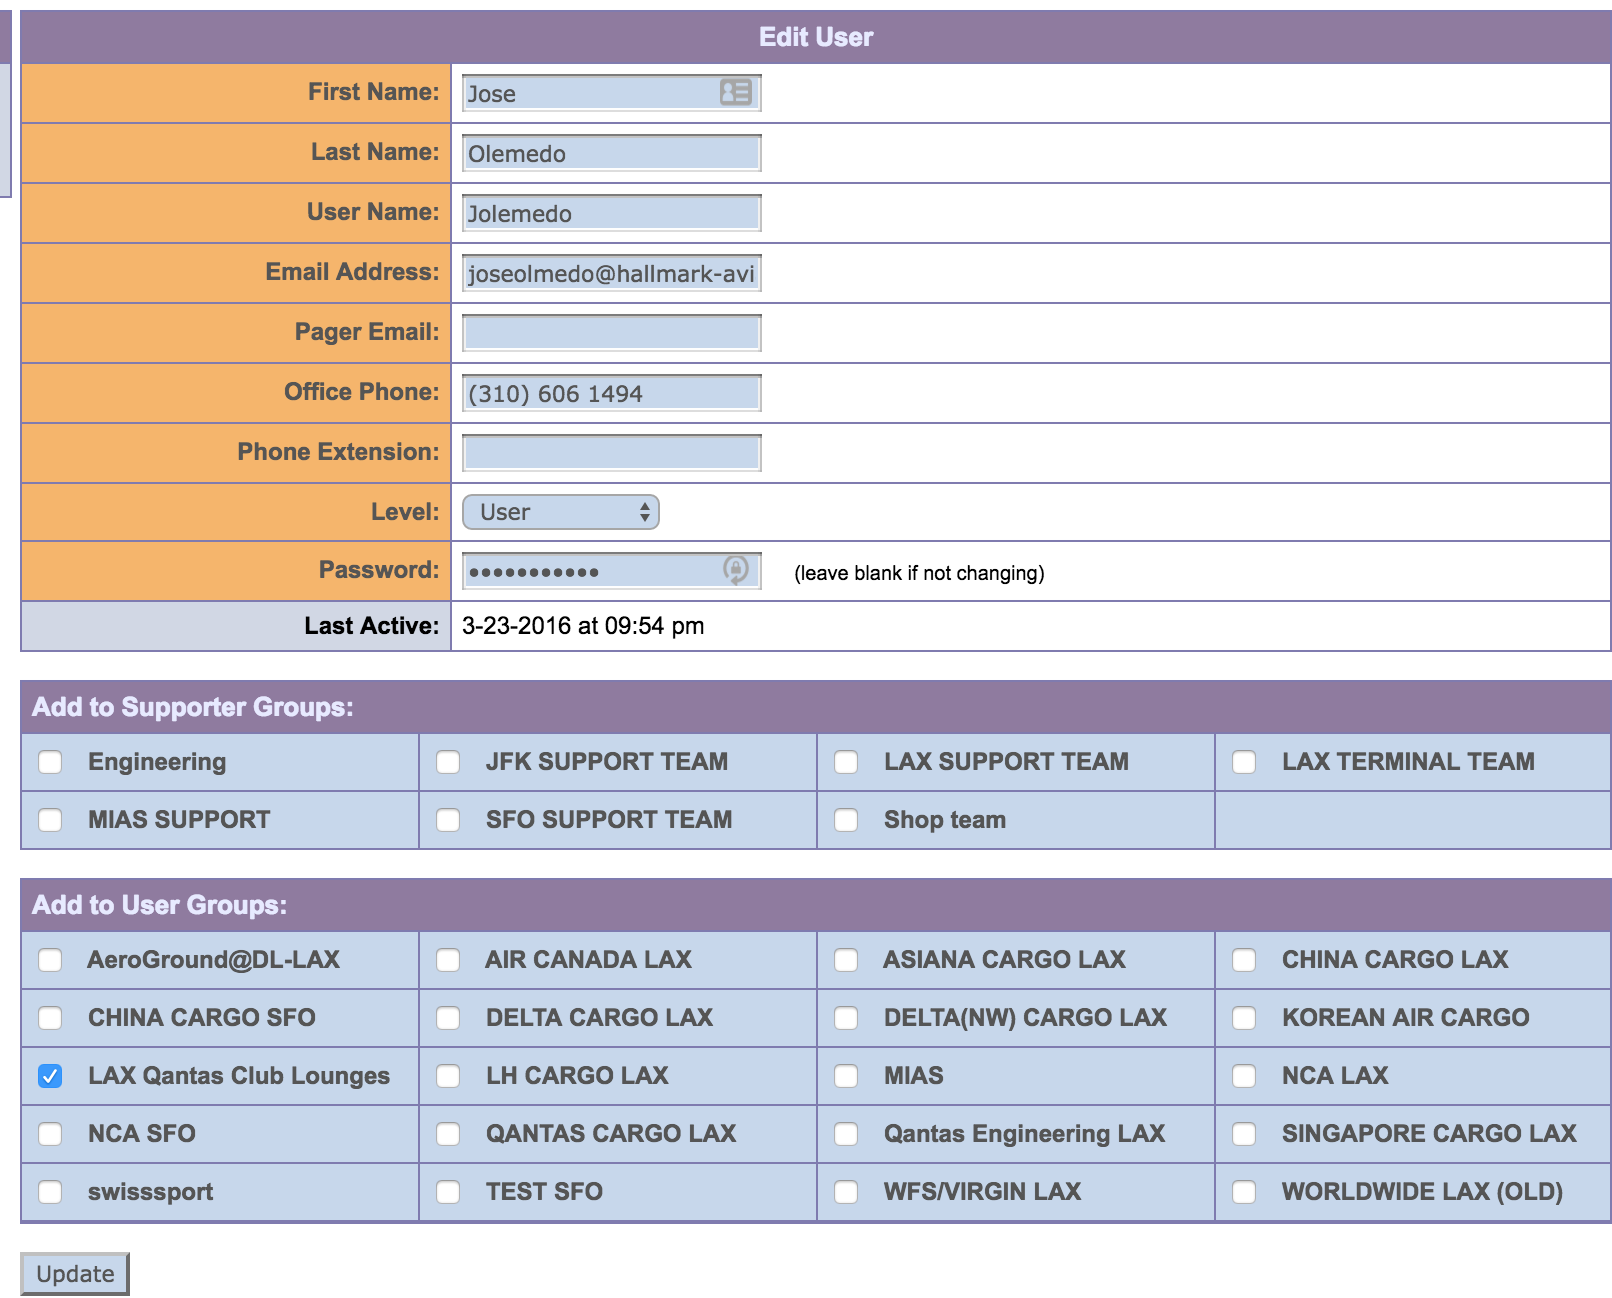 Edit User
First Name: Jose
Last Name: Olemedo
User Name: Jolemedo
Email Address: joseolmedo@hallmark-avi
Pager Email:
Office Phone: (310) 606 1494
Phone Extension:
Level: User
Password: ••••••••••• (leave blank if not changing)
Last Active: 3-23-2016 at 09:54 pm
Add to Supporter Groups:
Engineering JFK SUPPORT TEAM LAX SUPPORT TEAM LAX TERMINAL TEAM
MIAS SUPPORT SFO SUPPORT TEAM Shop team
Add to User Groups:
AeroGround@DL-LAX AIR CANADA LAX ASIANA CARGO LAX CHINA CARGO LAX
CHINA CARGO SFO DELTA CARGO LAX DELTA(NW) CARGO LAX KOREAN AIR CARGO
LAX Qantas Club Lounges LH CARGO LAX MIAS NCA LAX
NCA SFO QANTAS CARGO LAX Qantas Engineering LAX SINGAPORE CARGO LAX
swisssport TEST SFO WFS/VIRGIN LAX WORLDWIDE LAX (OLD)
Update